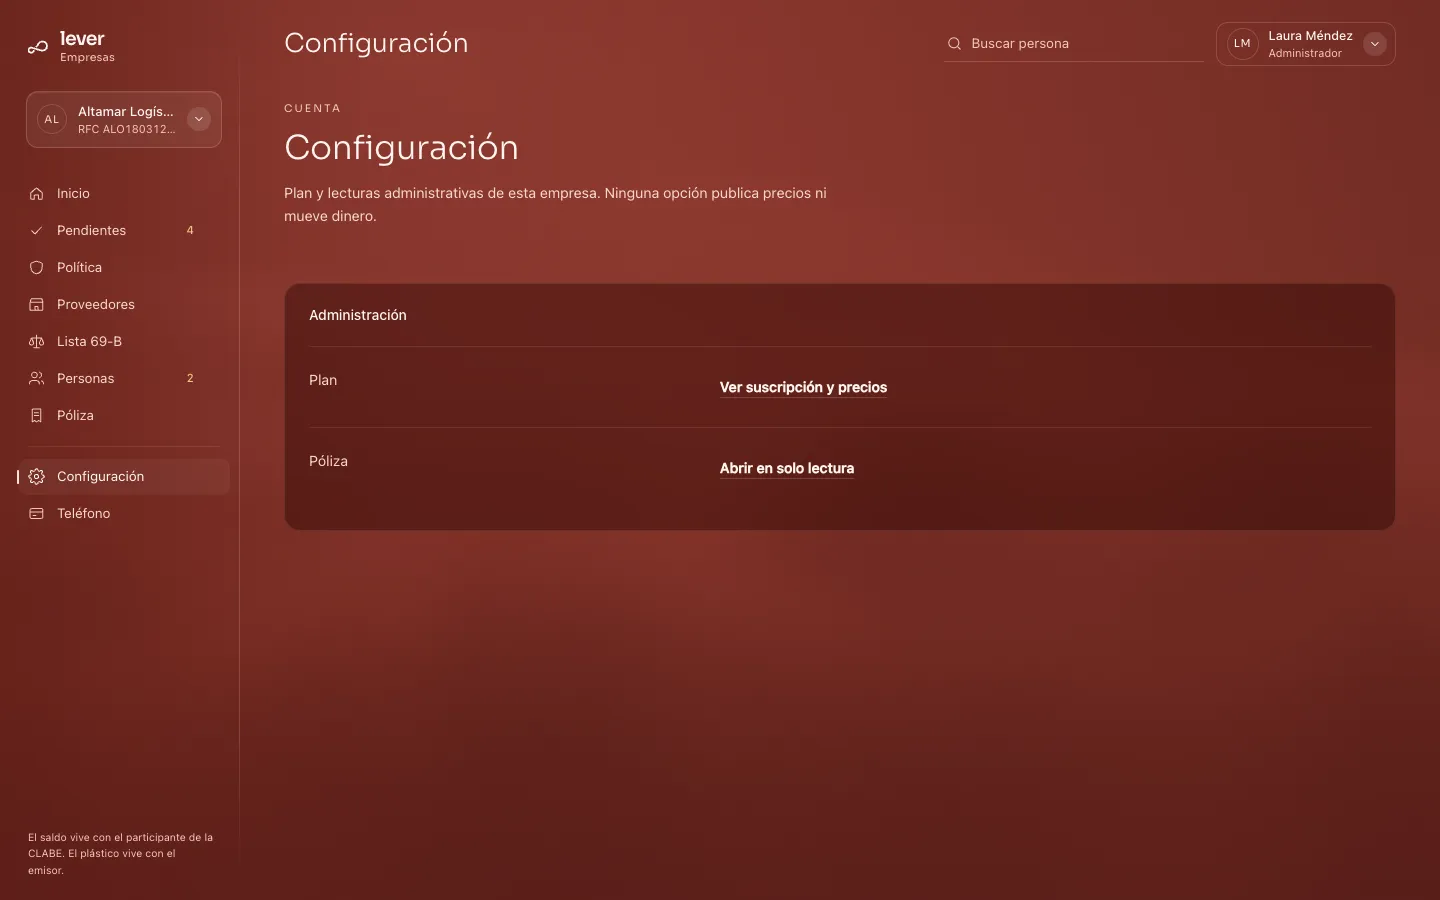 lever
Empresas
AL
Altamar Logís...
RFC ALO180312...
Inicio
Pendientes 4
Política
Proveedores
Lista 69-B
Personas 2
Póliza
Configuración
Teléfono
El saldo vive con el participante de la
CLABE. El plástico vive con el
emisor.
Configuración
Buscar persona
LM
Laura Méndez
Administrador
CUENTA
Configuración
Plan y lecturas administrativas de esta empresa. Ninguna opción publica precios ni
mueve dinero.
Administración
Plan
Ver suscripción y precios
Póliza
Abrir en solo lectura